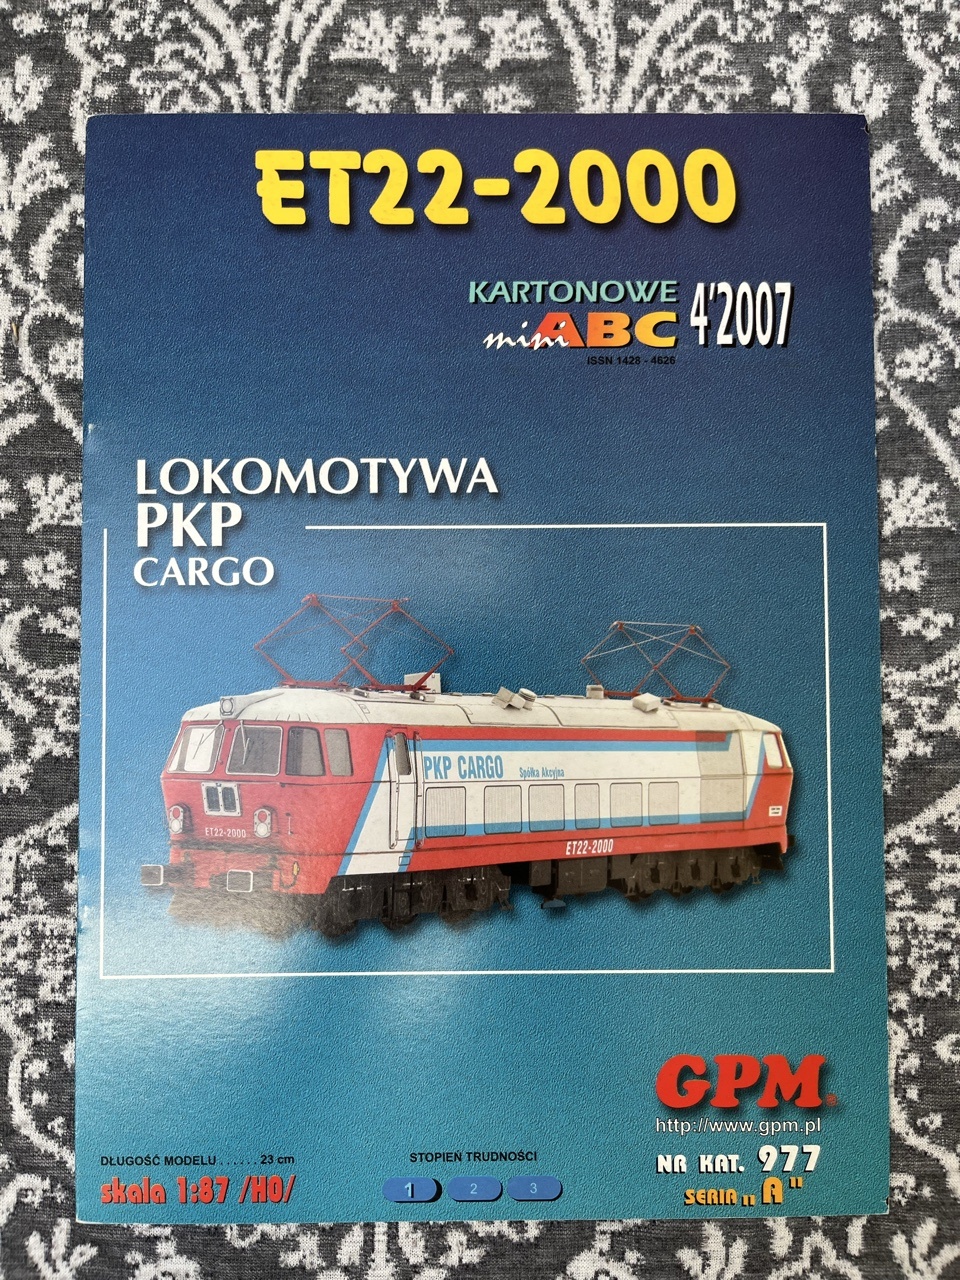 ET22-2000
KARTONOWE
mini ABC 4'2007
ISSN 1428 - 4626
LOKOMOTYWA
PKP
CARGO
PKP CARGO Spółka Akcyjna
ET22-2000
ET22-2000
GPM®
http://www.gpm.pl
DŁUGOŚĆ MODELU ...... 23 cm
STOPIEŃ TRUDNOŚCI
NR KAT. 977
skala 1:87 /H0/
1 2 3
SERIA „A"